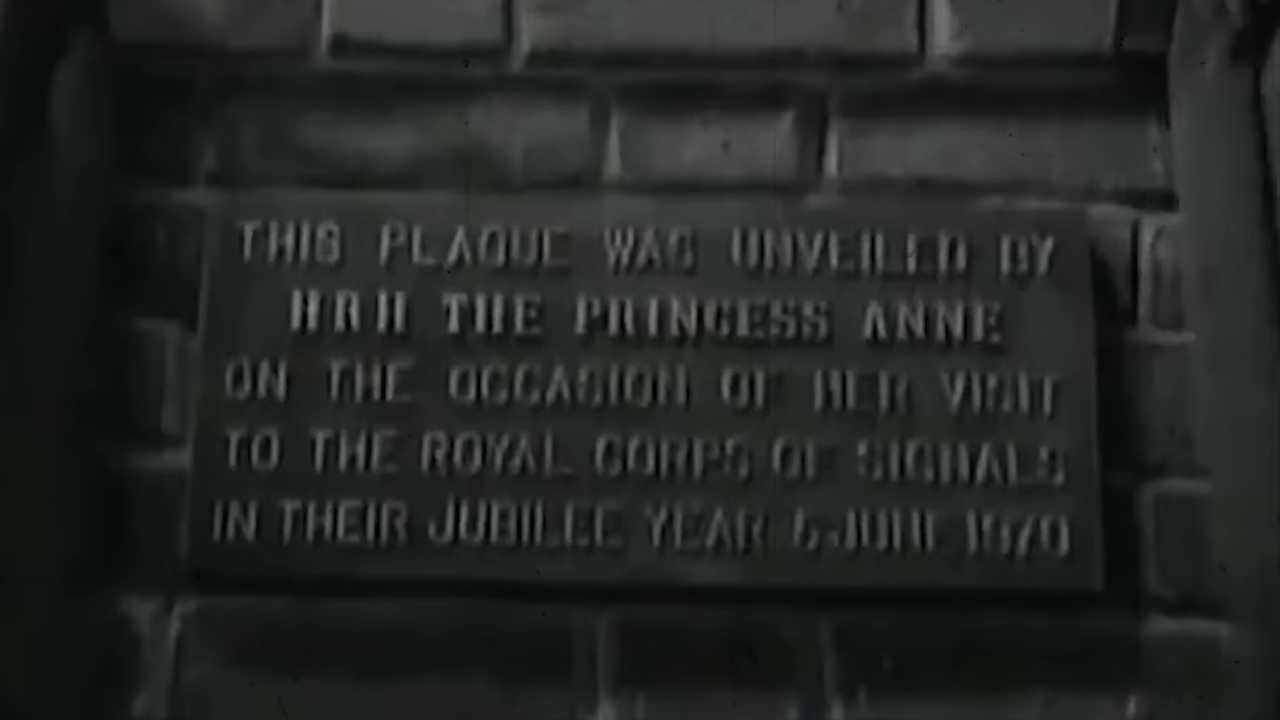 THIS PLAQUE WAS UNVEILED BY
HRH THE PRINCESS ANNE
ON THE OCCASION OF HER VISIT
TO THE ROYAL CORPS OF SIGNALS
IN THEIR JUBILEE YEAR JUNE 1970